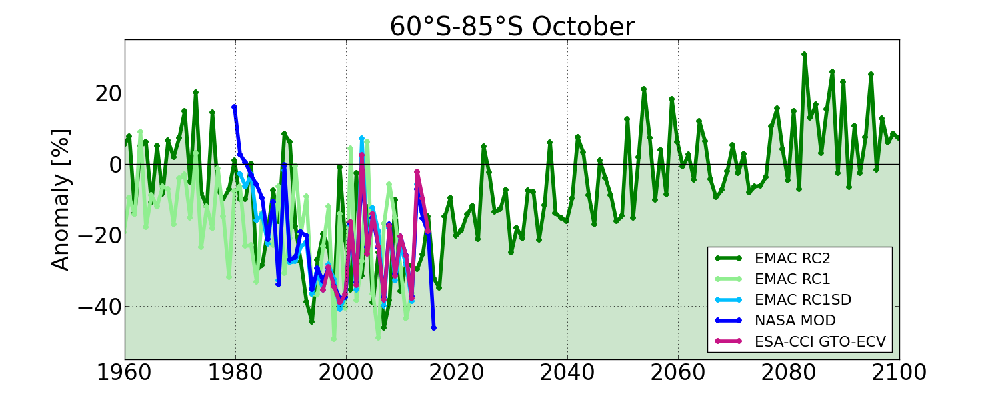 60°S-85°S October
Anomaly [%]
20
0
−20
−40
EMAC RC2
EMAC RC1
EMAC RC1SD
NASA MOD
ESA-CCI GTO-ECV
1960 1980 2000 2020 2040 2060 2080 2100